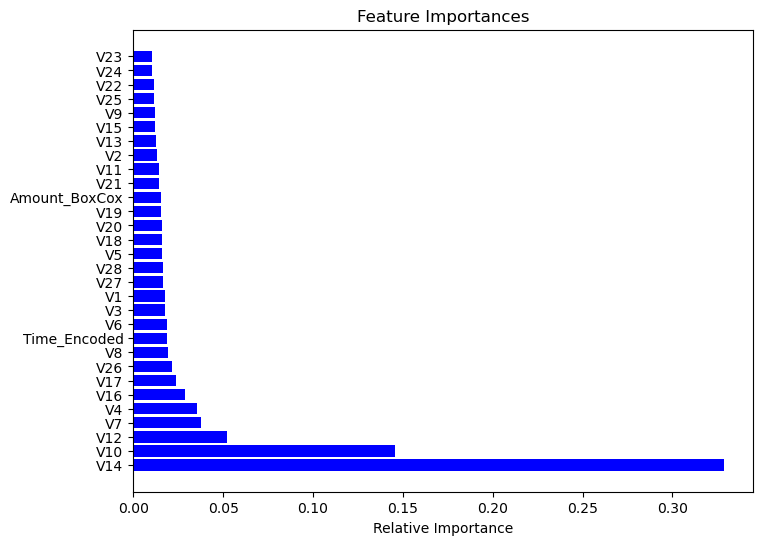 Feature Importances
V23
V24
V22
V25
V9
V15
V13
V2
V11
V21
Amount_BoxCox
V19
V20
V18
V5
V28
V27
V1
V3
V6
Time_Encoded
V8
V26
V17
V16
V4
V7
V12
V10
V14
0.00 0.05 0.10 0.15 0.20 0.25 0.30
Relative Importance